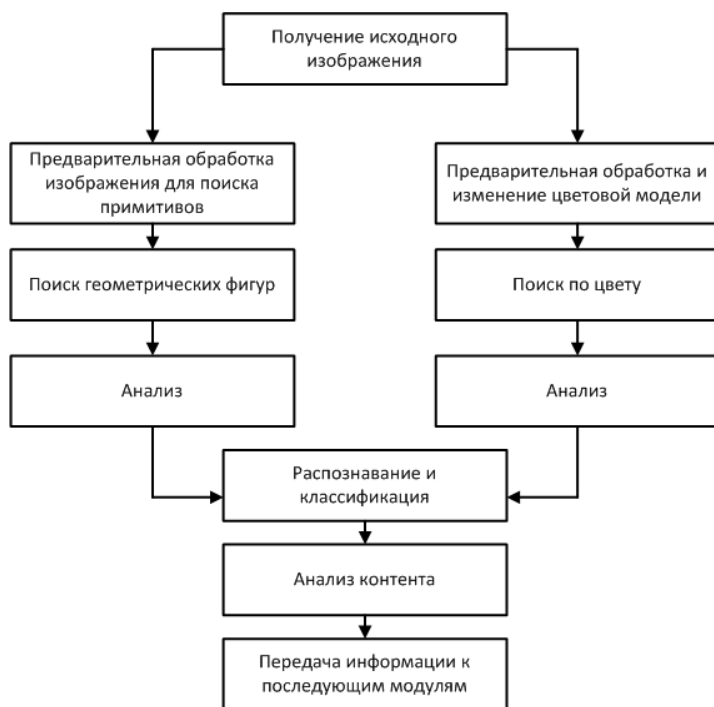 Получение исходного
изображения
Предварительная обработка
изображения для поиска
примитивов
Предварительная обработка и
изменение цветовой модели
Поиск геометрических фигур
Поиск по цвету
Анализ
Анализ
Распознавание и
классификация
Анализ контента
Передача информации к
последующим модулям